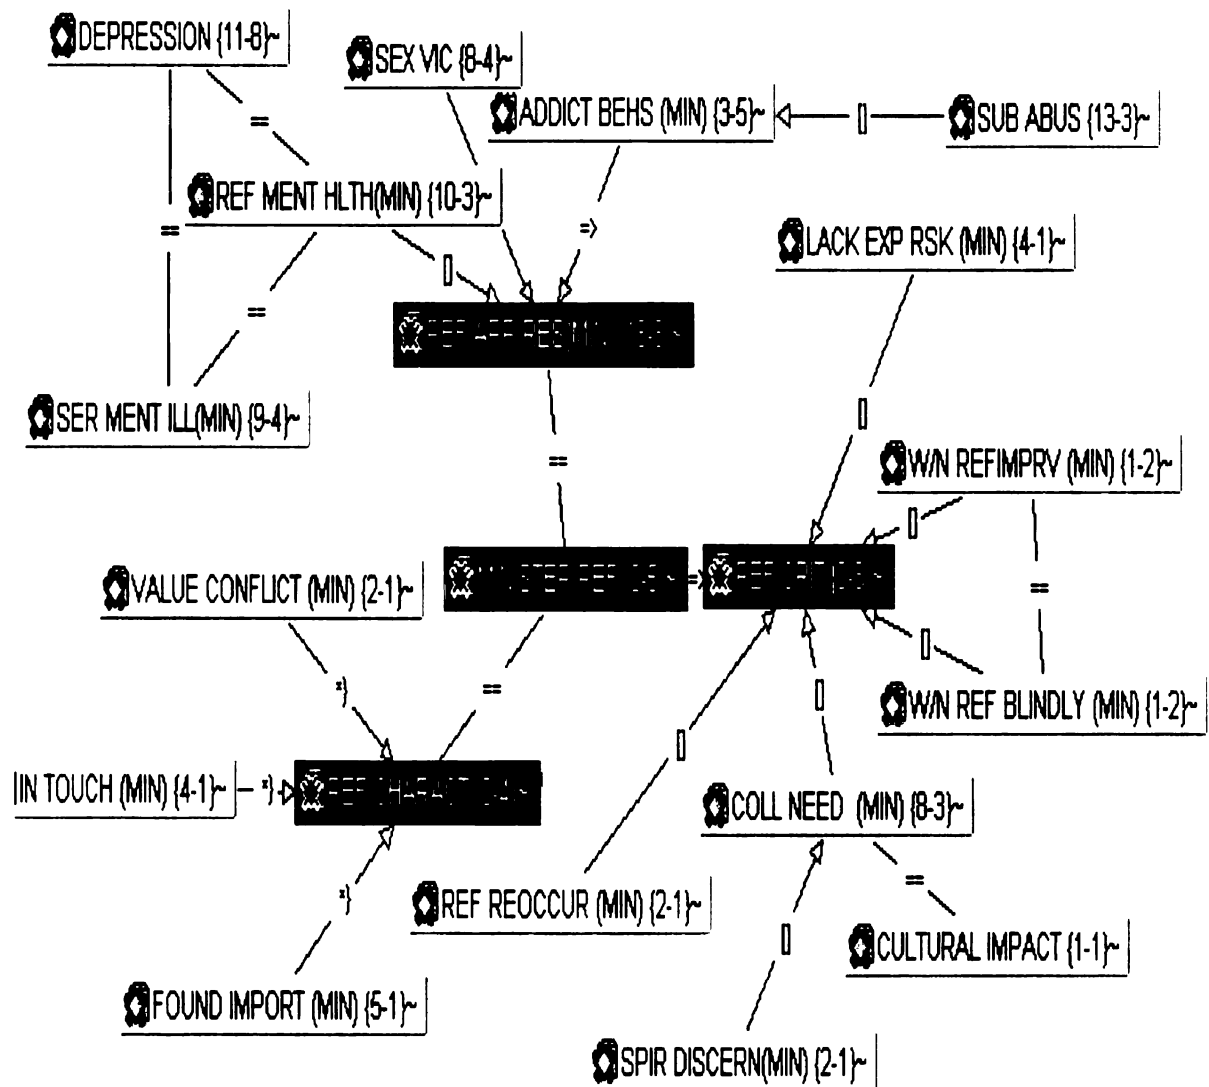 DEPRESSION {11-8}~
SEX VIC {8-4}~
ADDICT BEHS (MIN) {3-5}~
[]
SUB ABUS {13-3}~
==
REF MENT HLTH(MIN) {10-3}~
==
=>
LACK EXP RSK (MIN) {4-1}~
[]
==
SER MENT ILL(MIN) {9-4}~
[]
==
W/N REFIMPRV (MIN) {1-2}~
[]
VALUE CONFLICT (MIN) {2-1}~
=>
==
[]
*}
==
[]
W/N REF BLINDLY (MIN) {1-2}~
[]
IN TOUCH (MIN) {4-1}~
*}
COLL NEED (MIN) {8-3}~
*}
REF REOCCUR (MIN) {2-1}~
==
[]
CULTURAL IMPACT {1-1}~
FOUND IMPORT (MIN) {5-1}~
SPIR DISCERN(MIN) {2-1}~